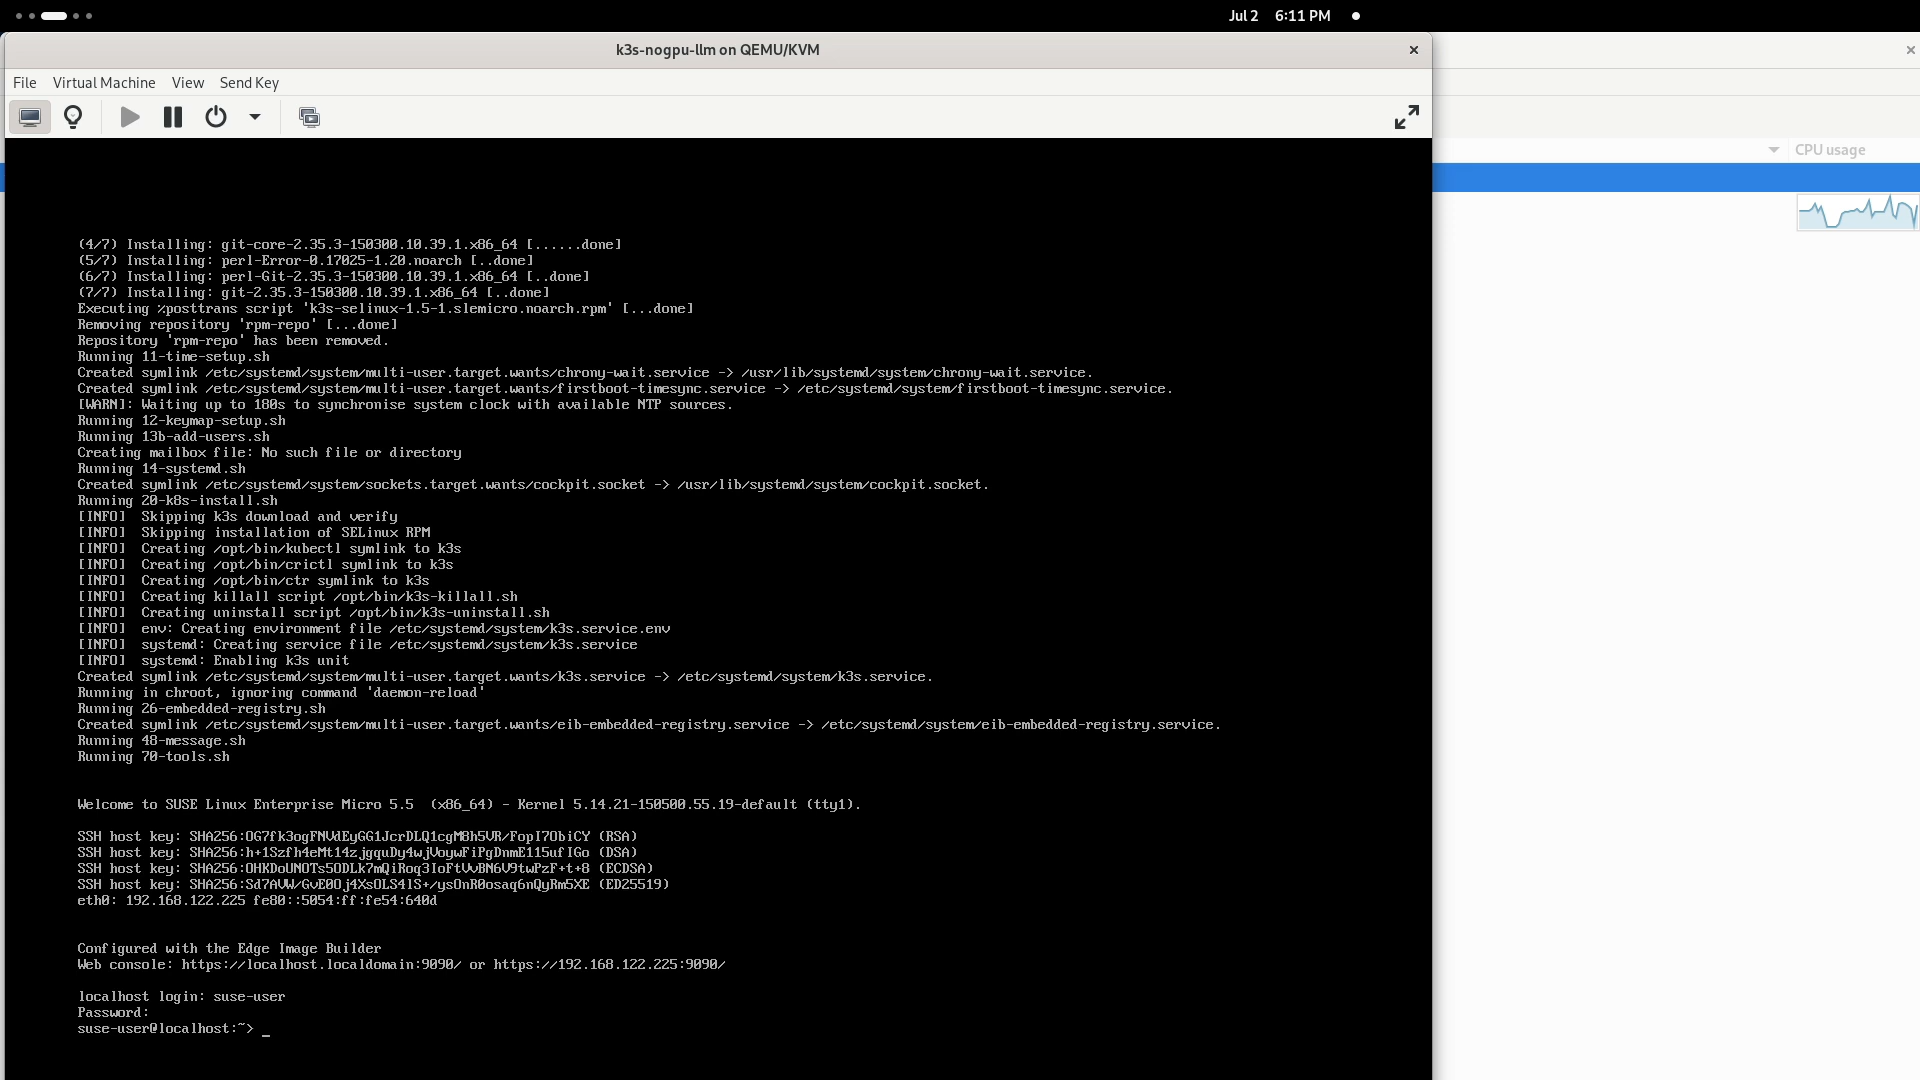 Jul 2 6:11 PM
k3s-nogpu-llm on QEMU/KVM
File Virtual Machine View Send Key
CPU usage
(4/7) Installing: git-core-2.35.3-150300.10.39.1.x86_64 [......done]
(5/7) Installing: perl-Error-0.17025-1.20.noarch [..done]
(6/7) Installing: perl-Git-2.35.3-150300.10.39.1.x86_64 [..done]
(7/7) Installing: git-2.35.3-150300.10.39.1.x86_64 [..done]
Executing %posttrans script 'k3s-selinux-1.5-1.slemicro.noarch.rpm' [...done]
Removing repository 'rpm-repo' [...done]
Repository 'rpm-repo' has been removed.
Running 11-time-setup.sh
Created symlink /etc/systemd/system/multi-user.target.wants/chrony-wait.service -> /usr/lib/systemd/system/chrony-wait.service.
Created symlink /etc/systemd/system/multi-user.target.wants/firstboot-timesync.service -> /etc/systemd/system/firstboot-timesync.service.
[WARN]: Waiting up to 180s to synchronise system clock with available NTP sources.
Running 12-keymap-setup.sh
Running 13b-add-users.sh
Creating mailbox file: No such file or directory
Running 14-systemd.sh
Created symlink /etc/systemd/system/sockets.target.wants/cockpit.socket -> /usr/lib/systemd/system/cockpit.socket.
Running 20-k8s-install.sh
[INFO]  Skipping k3s download and verify
[INFO]  Skipping installation of SELinux RPM
[INFO]  Creating /opt/bin/kubectl symlink to k3s
[INFO]  Creating /opt/bin/crictl symlink to k3s
[INFO]  Creating /opt/bin/ctr symlink to k3s
[INFO]  Creating killall script /opt/bin/k3s-killall.sh
[INFO]  Creating uninstall script /opt/bin/k3s-uninstall.sh
[INFO]  env: Creating environment file /etc/systemd/system/k3s.service.env
[INFO]  systemd: Creating service file /etc/systemd/system/k3s.service
[INFO]  systemd: Enabling k3s unit
Created symlink /etc/systemd/system/multi-user.target.wants/k3s.service -> /etc/systemd/system/k3s.service.
Running in chroot, ignoring command 'daemon-reload'
Running 26-embedded-registry.sh
Created symlink /etc/systemd/system/multi-user.target.wants/eib-embedded-registry.service -> /etc/systemd/system/eib-embedded-registry.service.
Running 48-message.sh
Running 70-tools.sh
Welcome to SUSE Linux Enterprise Micro 5.5  (x86_64) - Kernel 5.14.21-150500.55.19-default (tty1).
SSH host key: SHA256:OG7fk3ogFNVdEyGG1JcrDLQ1cgM8h5VR/FopI7ObiCY (RSA)
SSH host key: SHA256:h+1Szfh4eMt14zjgquDy4wjVoywFiPgDnmE115ufIGo (DSA)
SSH host key: SHA256:OHKDoUNOTs5ODLk7mQiRoq3IoFtVvBN6V9twPzF+t+8 (ECDSA)
SSH host key: SHA256:Sd7AVW/GvE0Oj4XsOLS4lS+/ysOnR0osaq6nQyRm5XE (ED25519)
eth0: 192.168.122.225 fe80::5054:ff:fe54:640d
Configured with the Edge Image Builder
Web console: https://localhost.localdomain:9090/ or https://192.168.122.225:9090/
localhost login: suse-user
Password:
suse-user@localhost:~> _